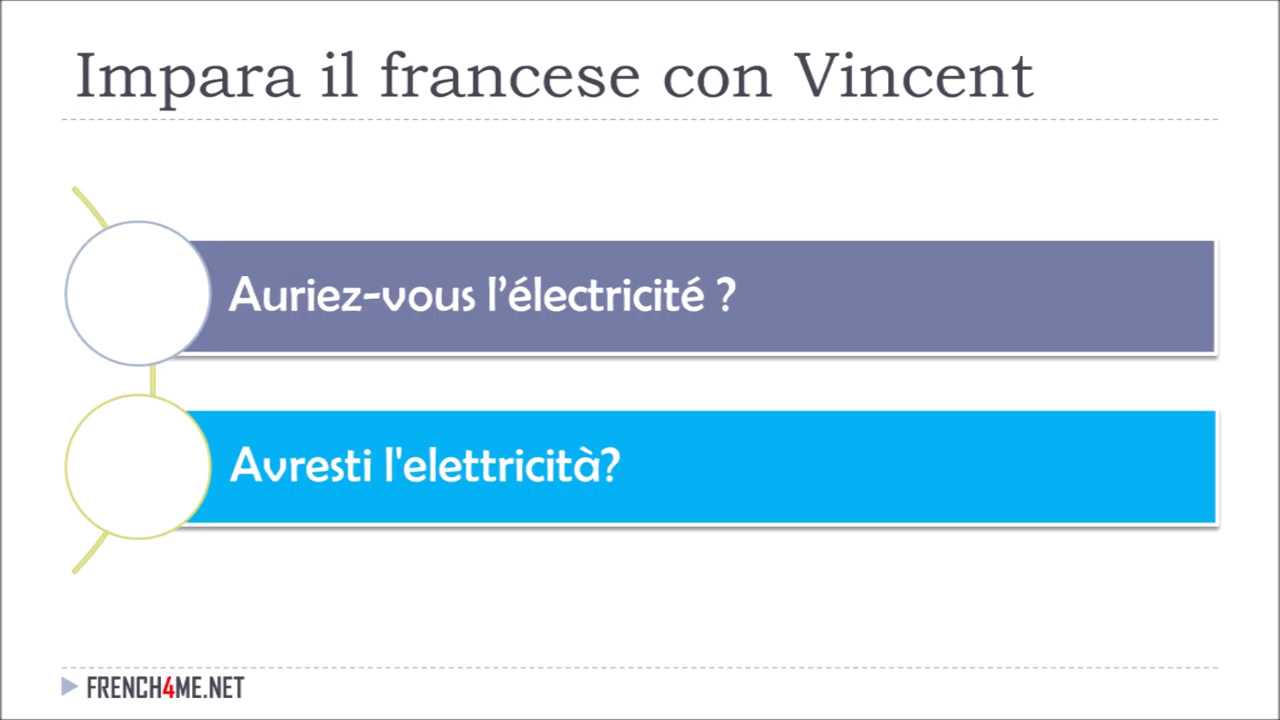 Impara il francese con Vincent
Auriez-vous l’électricité ?
Avresti l'elettricità?
FRENCH4ME.NET